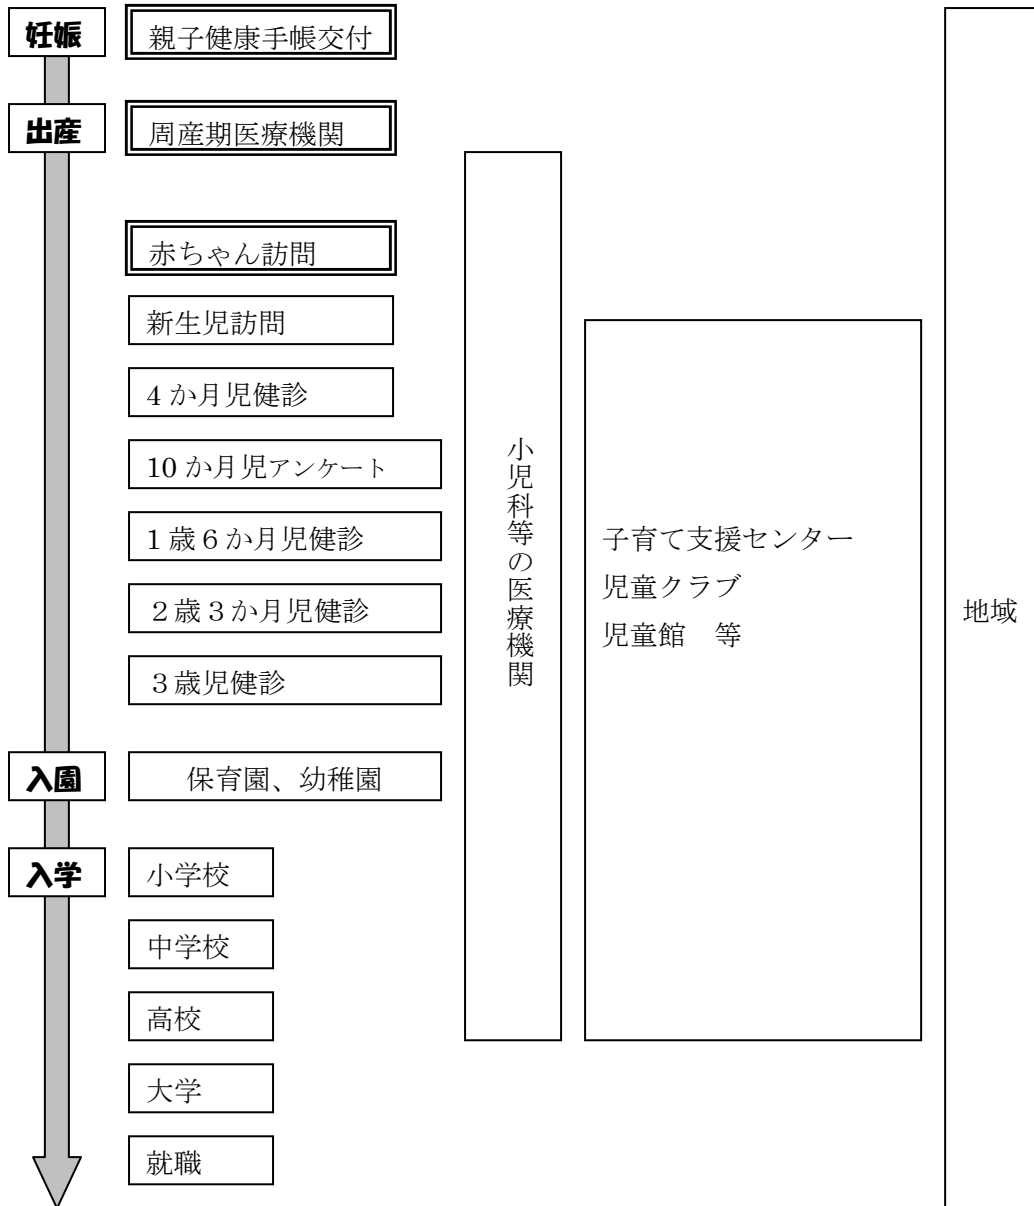 妊娠
親子健康手帳交付
出産
周産期医療機関
赤ちゃん訪問
新生児訪問
4か月児健診
10か月児アンケート
1歳6か月児健診
2歳3か月児健診
3歳児健診
入園
保育園、幼稚園
入学
小学校
中学校
高校
大学
就職
小児科等の医療機関
子育て支援センター
児童クラブ
児童館 等
地域